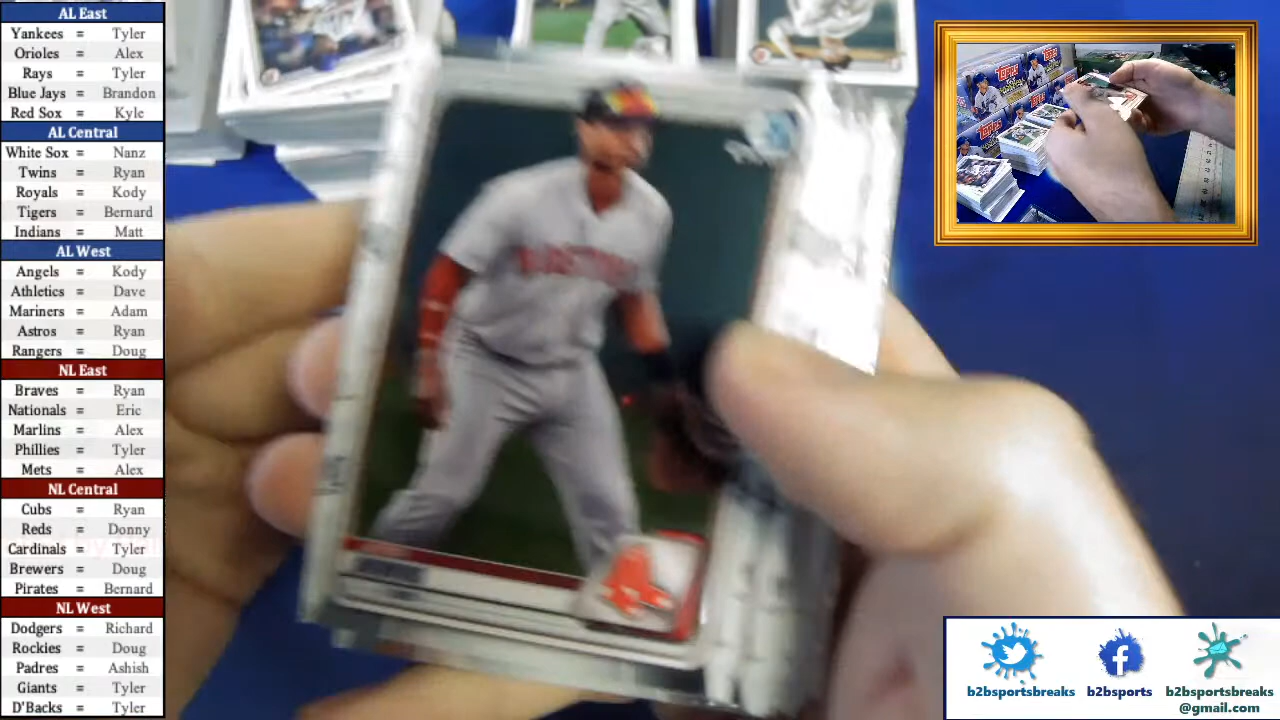 AL East
Yankees = Tyler
Orioles = Alex
Rays = Tyler
Blue Jays = Brandon
Red Sox = Kyle
AL Central
White Sox = Nanz
Twins = Ryan
Royals = Kody
Tigers = Bernard
Indians = Matt
AL West
Angels = Kody
Athletics = Dave
Mariners = Adam
Astros = Ryan
Rangers = Doug
NL East
Braves = Ryan
Nationals = Eric
Marlins = Alex
Phillies = Tyler
Mets = Alex
NL Central
Cubs = Ryan
Reds = Donny
Cardinals = Tyler
Brewers = Doug
Pirates = Bernard
NL West
Dodgers = Richard
Rockies = Doug
Padres = Ashish
Giants = Tyler
D'Backs = Tyler
BOSTON
Topps
Topps
Topps
b2bsportsbreaks
b2bsports
b2bsportsbreaks
@gmail.com